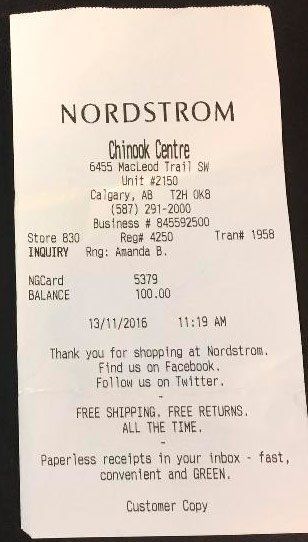 NORDSTROM
Chinook Centre
6455 MacLeod Trail SW
Unit #2150
Calgary, AB T2H 0K8
(587) 291-2000
Business # 845592500
Store 830 Reg# 4250 Tran# 1958
INQUIRY Rng: Amanda B.
NGCard 5379
BALANCE 100.00
13/11/2016 11:19 AM
Thank you for shopping at Nordstrom.
Find us on Facebook.
Follow us on Twitter.
-
FREE SHIPPING. FREE RETURNS.
ALL THE TIME.
-
Paperless receipts in your inbox - fast,
convenient and GREEN.
Customer Copy